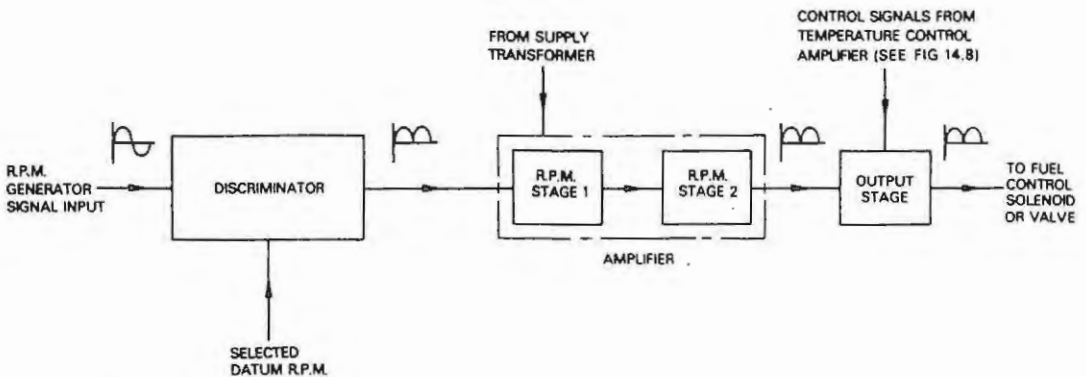 CONTROL SIGNALS FROM
TEMPERATURE CONTROL
AMPLIFIER (SEE FIG 14.8)
FROM SUPPLY
TRANSFORMER
R.P.M.
GENERATOR
SIGNAL INPUT
DISCRIMINATOR
R.P.M.
STAGE 1
R.P.M.
STAGE 2
OUTPUT
STAGE
TO FUEL
CONTROL
SOLENOID
OR VALVE
AMPLIFIER
SELECTED
DATUM R.P.M.